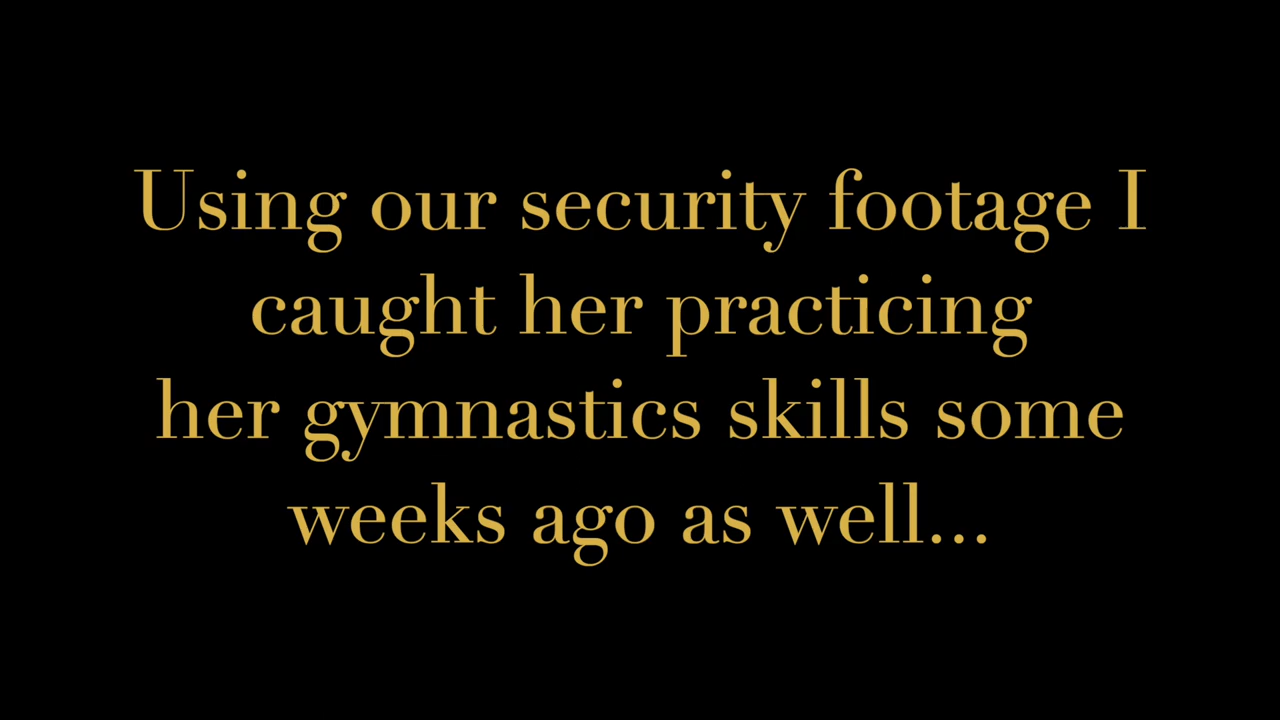 Using our security footage I
caught her practicing
her gymnastics skills some
weeks ago as well...